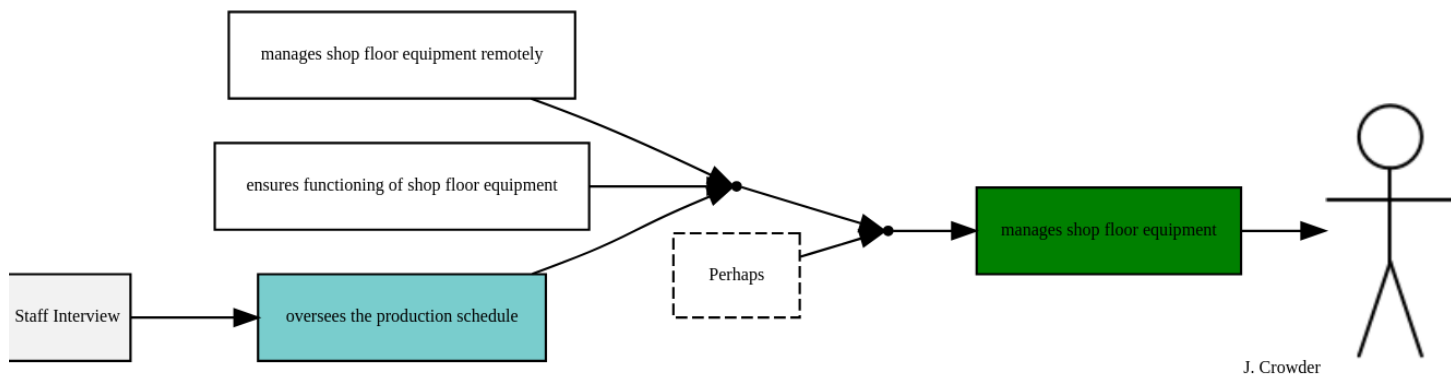 manages shop floor equipment remotely
ensures functioning of shop floor equipment
manages shop floor equipment
Perhaps
Staff Interview
oversees the production schedule
J. Crowder